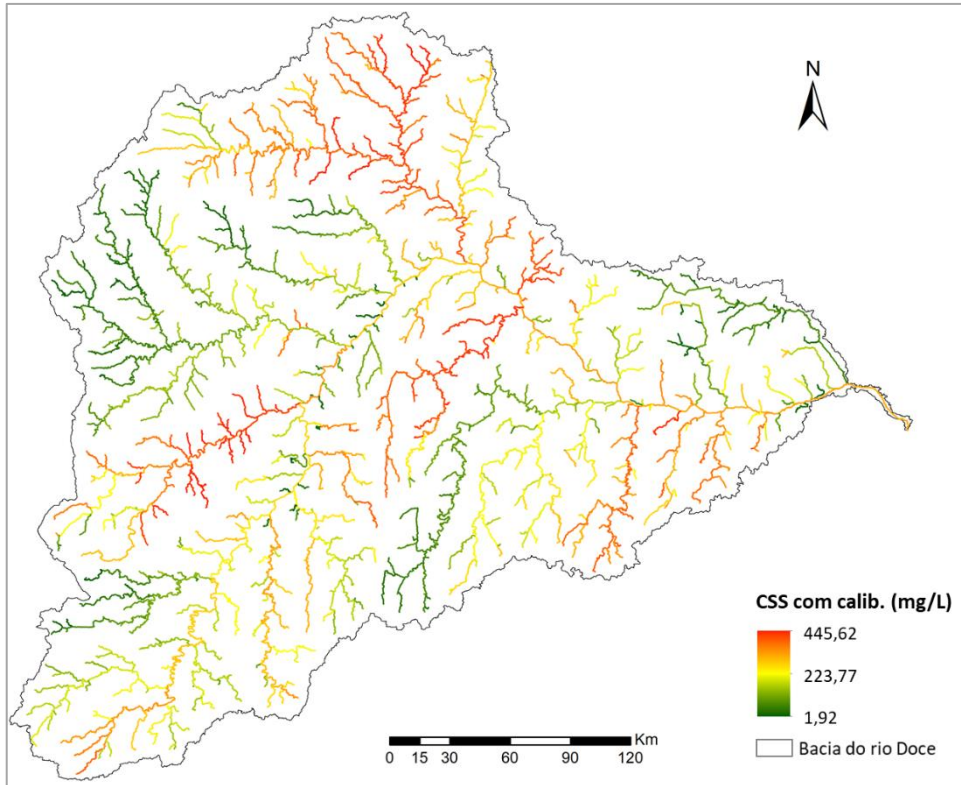 N
CSS com calib. (mg/L)
445,62
223,77
1,92
Bacia do rio Doce
Km
0 15 30 60 90 120